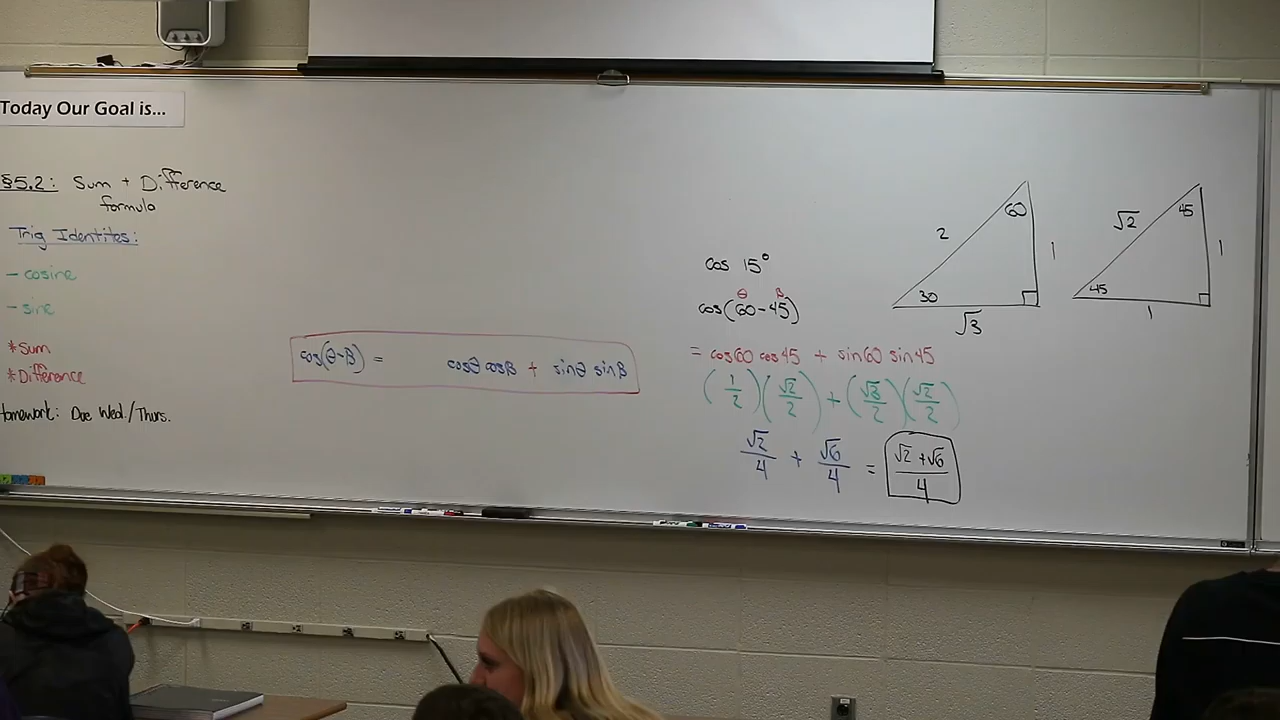 Today Our Goal is...
§5.2: Sum + Difference
formula
Trig Identites:
- cosine
- sine
*Sum
*Difference
Homework: Due Wed./Thurs.
cos(θ-β) = cosθ cosβ + sinθ sinβ
cos 15°
θ β
cos(60-45)
= cos60 cos45 + sin60 sin45
(1/2)(√2/2) + (√3/2)(√2/2)
√2/4 + √6/4 = (√2+√6)/4
60
2
1
30
√3
45
√2
1
45
1